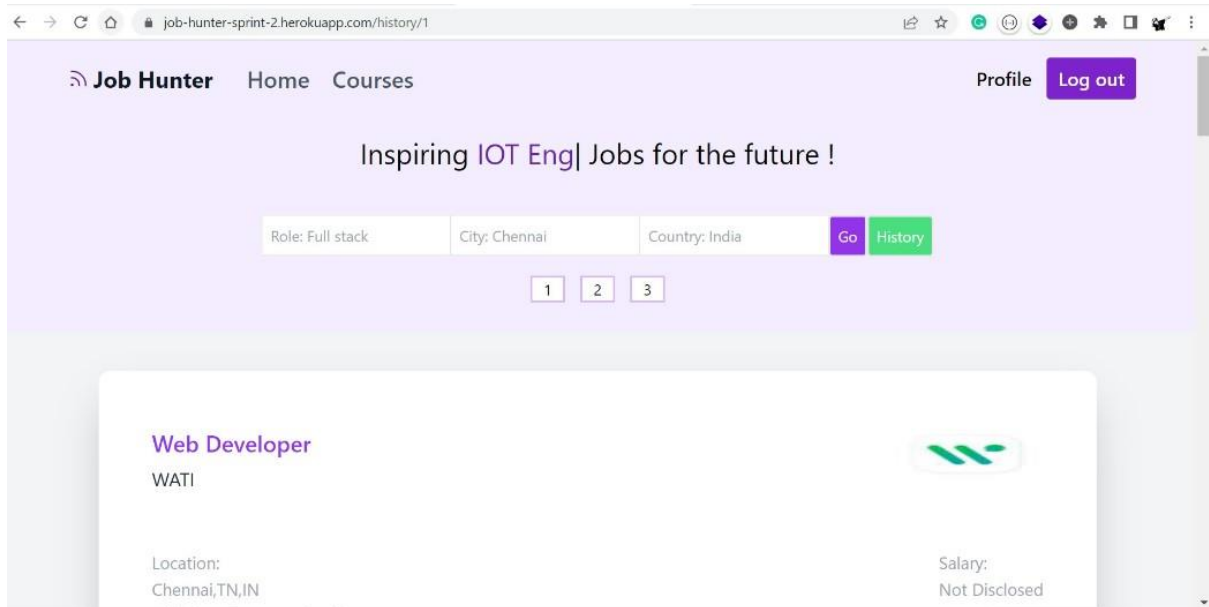 job-hunter-sprint-2.herokuapp.com/history/1
Job Hunter Home Courses Profile Log out
Inspiring IOT Eng| Jobs for the future !
Role: Full stack City: Chennai Country: India Go History
1 2 3
Web Developer
WATI
Location: Salary:
Chennai,TN,IN Not Disclosed